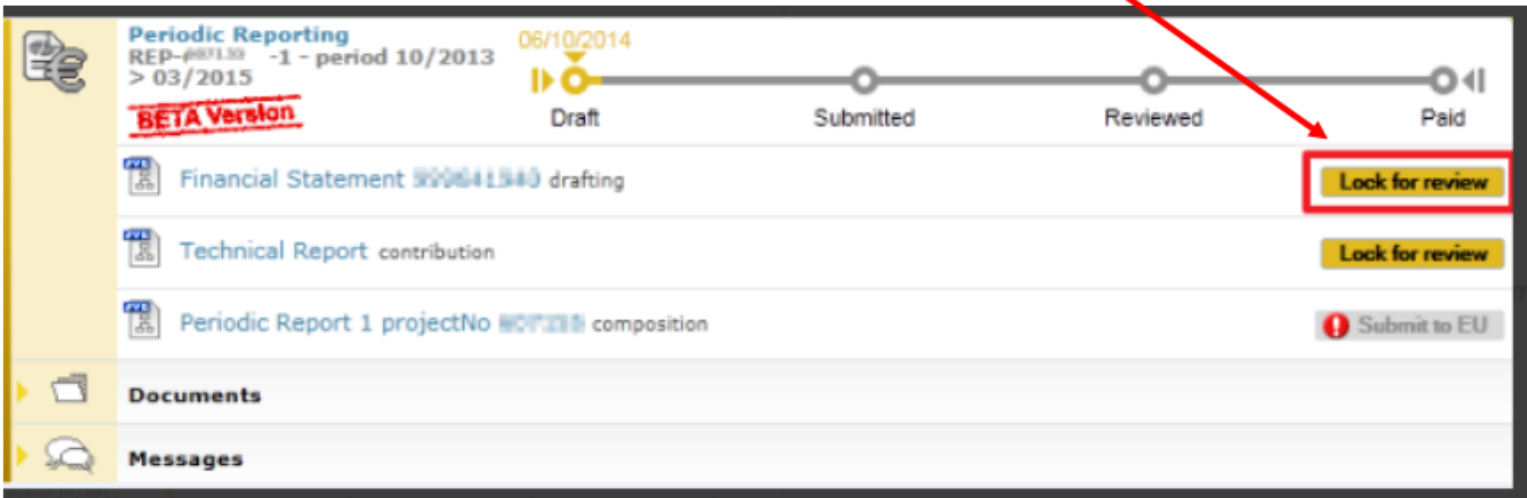 Periodic Reporting
06/10/2014
REP- -1 - period 10/2013
> 03/2015
BETA Version
Draft
Submitted
Reviewed
Paid
Financial Statement drafting
Lock for review
Technical Report contribution
Lock for review
Periodic Report 1 projectNo composition
Submit to EU
Documents
Messages